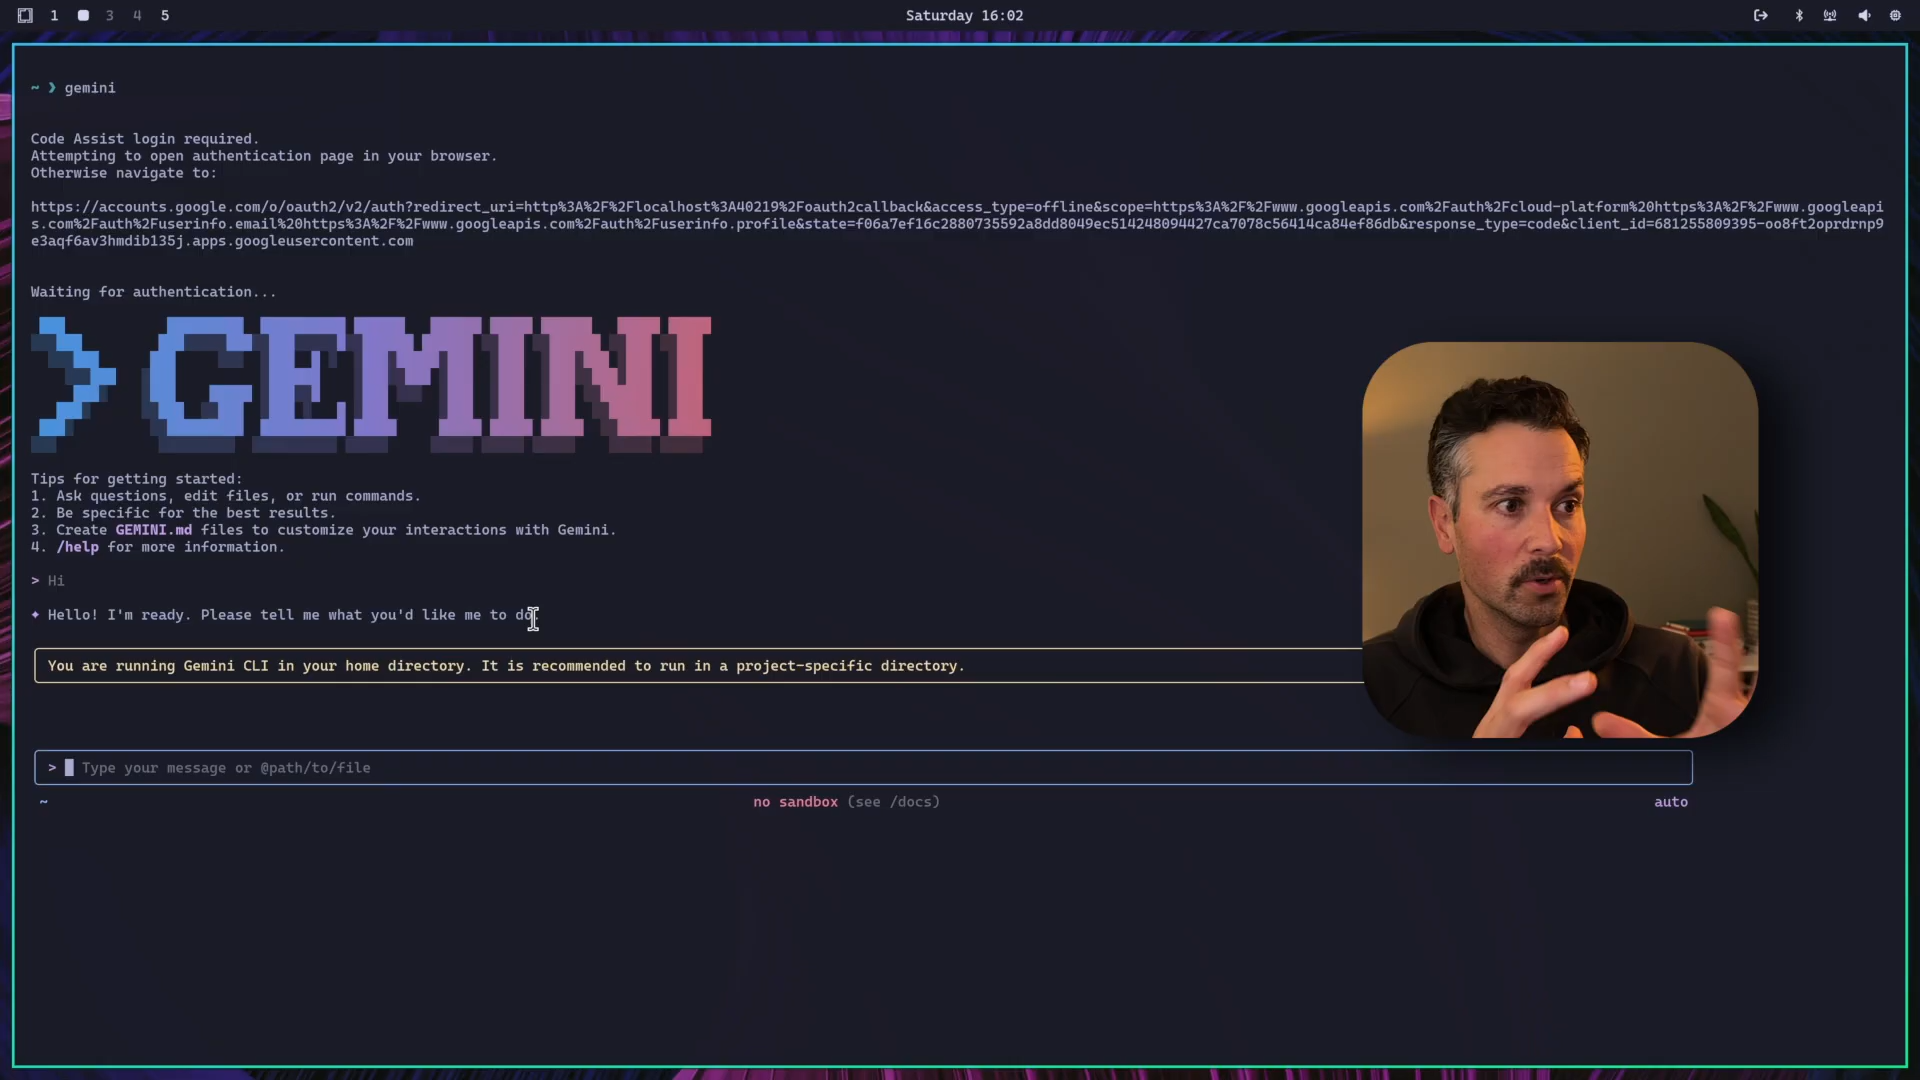 1 3 4 5 Saturday 16:02
~ ❯ gemini
Code Assist login required.
Attempting to open authentication page in your browser.
Otherwise navigate to:
https://accounts.google.com/o/oauth2/v2/auth?redirect_uri=http%3A%2F%2Flocalhost%3A40219%2Foauth2callback&access_type=offline&scope=https%3A%2F%2Fwww.googleapis.com%2Fauth%2Fcloud-platform%20https%3A%2F%2Fwww.googleapi
s.com%2Fauth%2Fuserinfo.email%20https%3A%2F%2Fwww.googleapis.com%2Fauth%2Fuserinfo.profile&state=f06a7ef16c2880735592a8dd8049ec514248094427ca7078c56414ca84ef86db&response_type=code&client_id=681255809395-oo8ft2oprdrnp9
e3aqf6av3hmdib135j.apps.googleusercontent.com
Waiting for authentication...
> GEMINI
Tips for getting started:
1. Ask questions, edit files, or run commands.
2. Be specific for the best results.
3. Create GEMINI.md files to customize your interactions with Gemini.
4. /help for more information.
> Hi
✦ Hello! I'm ready. Please tell me what you'd like me to do.
You are running Gemini CLI in your home directory. It is recommended to run in a project-specific directory.
> Type your message or @path/to/file
~ no sandbox (see /docs) auto